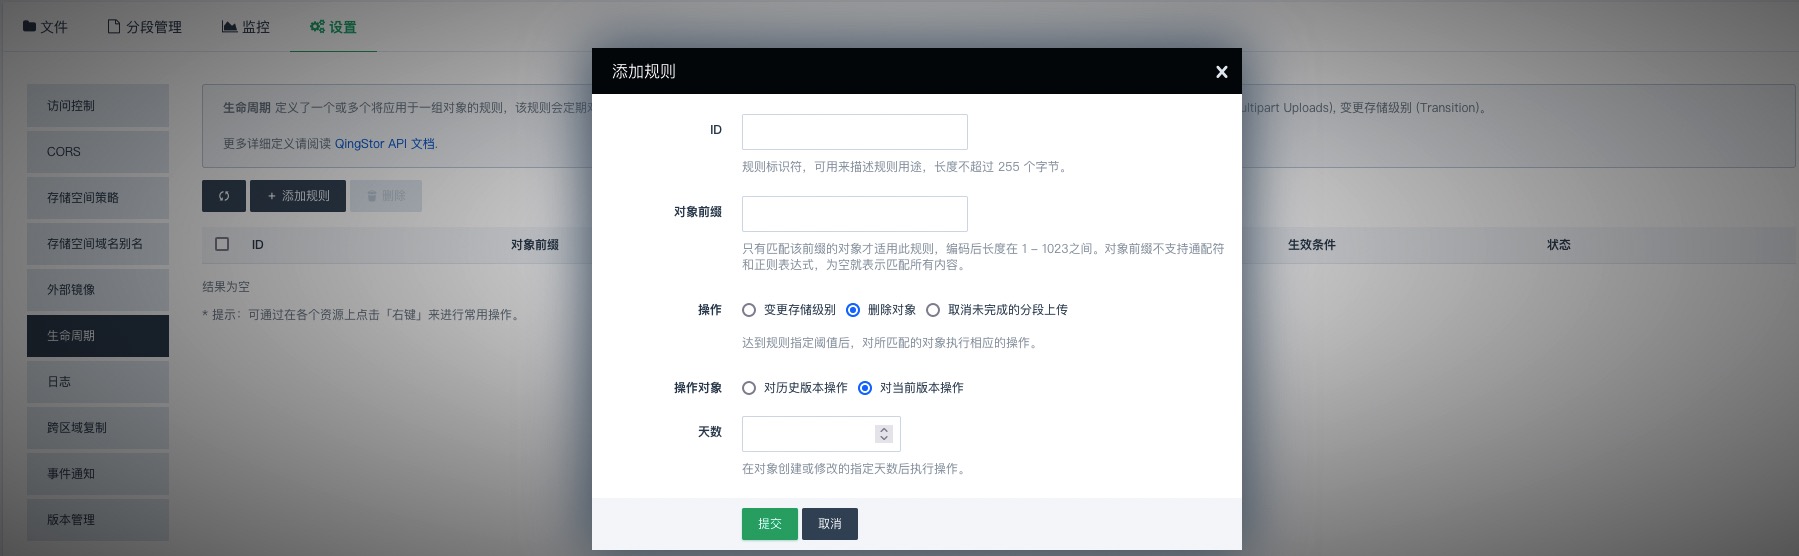 文件 分段管理 监控 设置
添加规则
访问控制
CORS
存储空间策略
存储空间域名别名
外部镜像
生命周期
日志
跨区域复制
事件通知
版本管理
生命周期 定义了一个或多个将应用于一组对象的规则，该规则会定期 ultipart Uploads), 变更存储级别 (Transition)。
更多详细定义请阅读 QingStor API 文档.
+ 添加规则 删除
ID 对象前缀 生效条件 状态
结果为空
* 提示：可通过在各个资源上点击「右键」来进行常用操作。
ID
规则标识符，可用来描述规则用途，长度不超过 255 个字节。
对象前缀
只有匹配该前缀的对象才适用此规则，编码后长度在 1 - 1023之间。对象前缀不支持通配符
和正则表达式，为空就表示匹配所有内容。
操作 变更存储级别 删除对象 取消未完成的分段上传
达到规则指定阈值后，对所匹配的对象执行相应的操作。
操作对象 对历史版本操作 对当前版本操作
天数
在对象创建或修改的指定天数后执行操作。
提交 取消